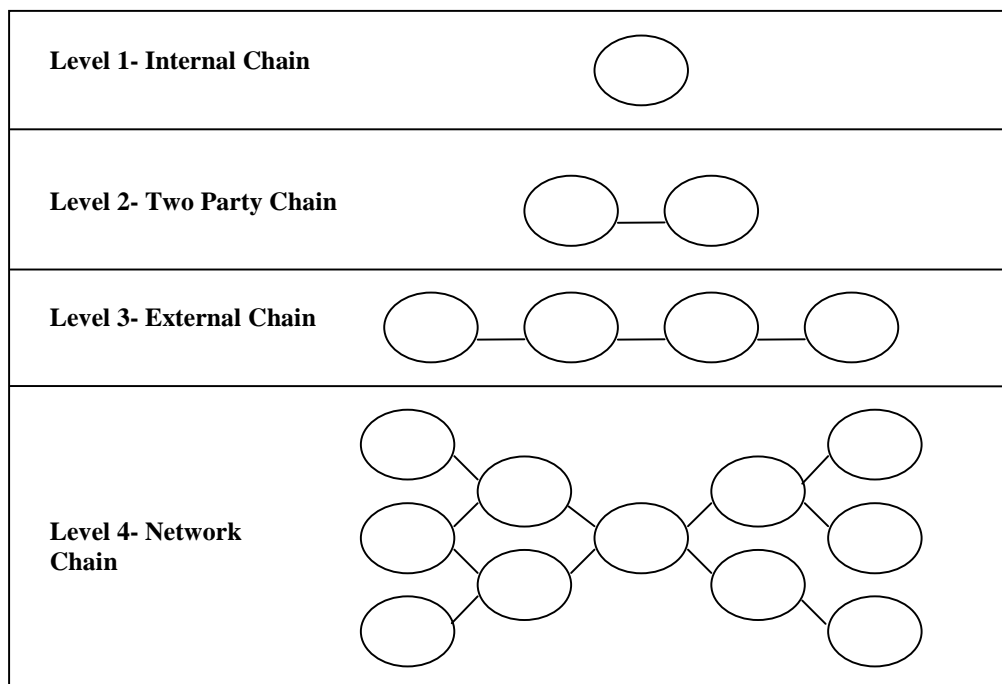 Level 1- Internal Chain
Level 2- Two Party Chain
Level 3- External Chain
Level 4- Network
Chain